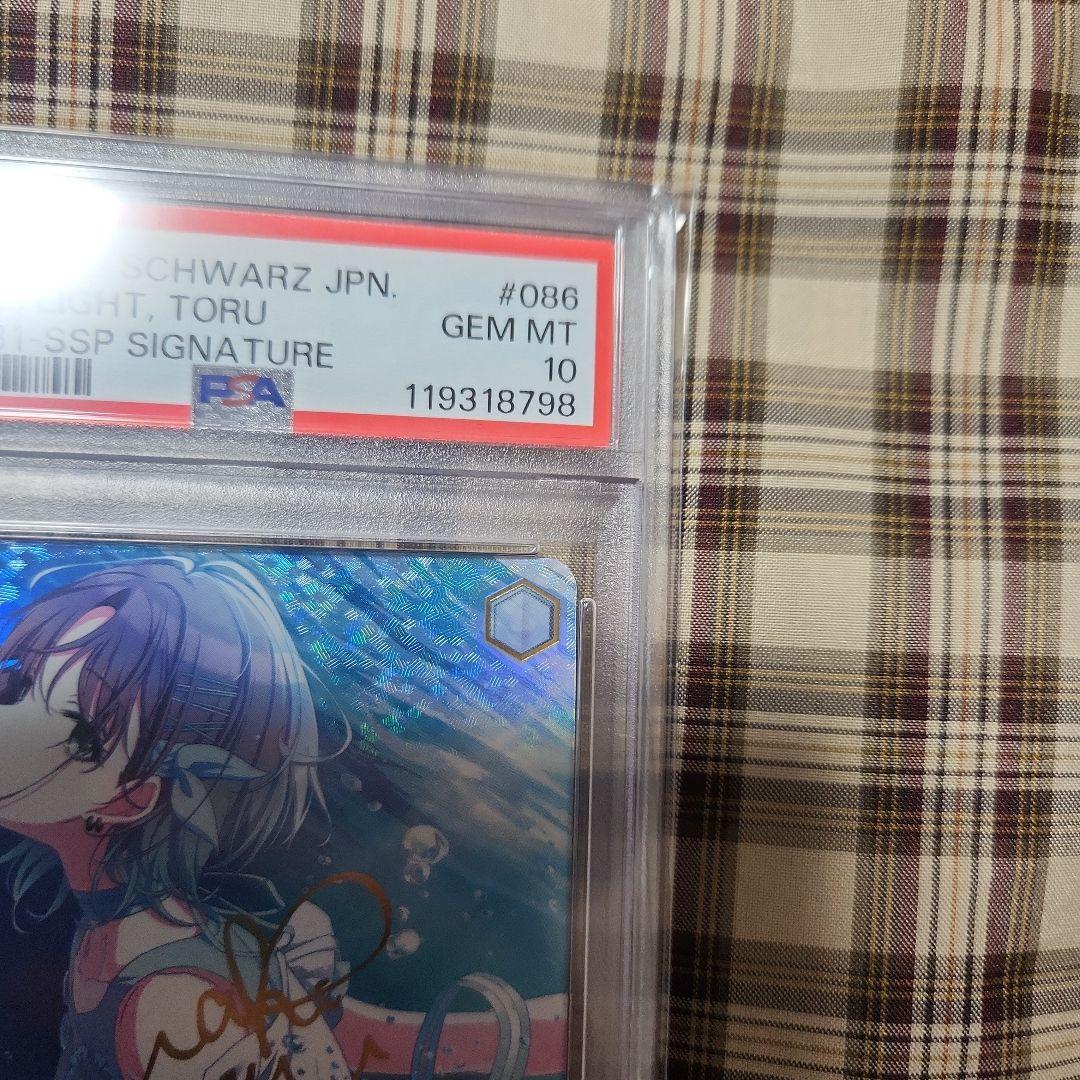 SCHWARZ JPN. #086
LIGHT, TORU GEM MT
-SSP SIGNATURE 10
PSA 119318798